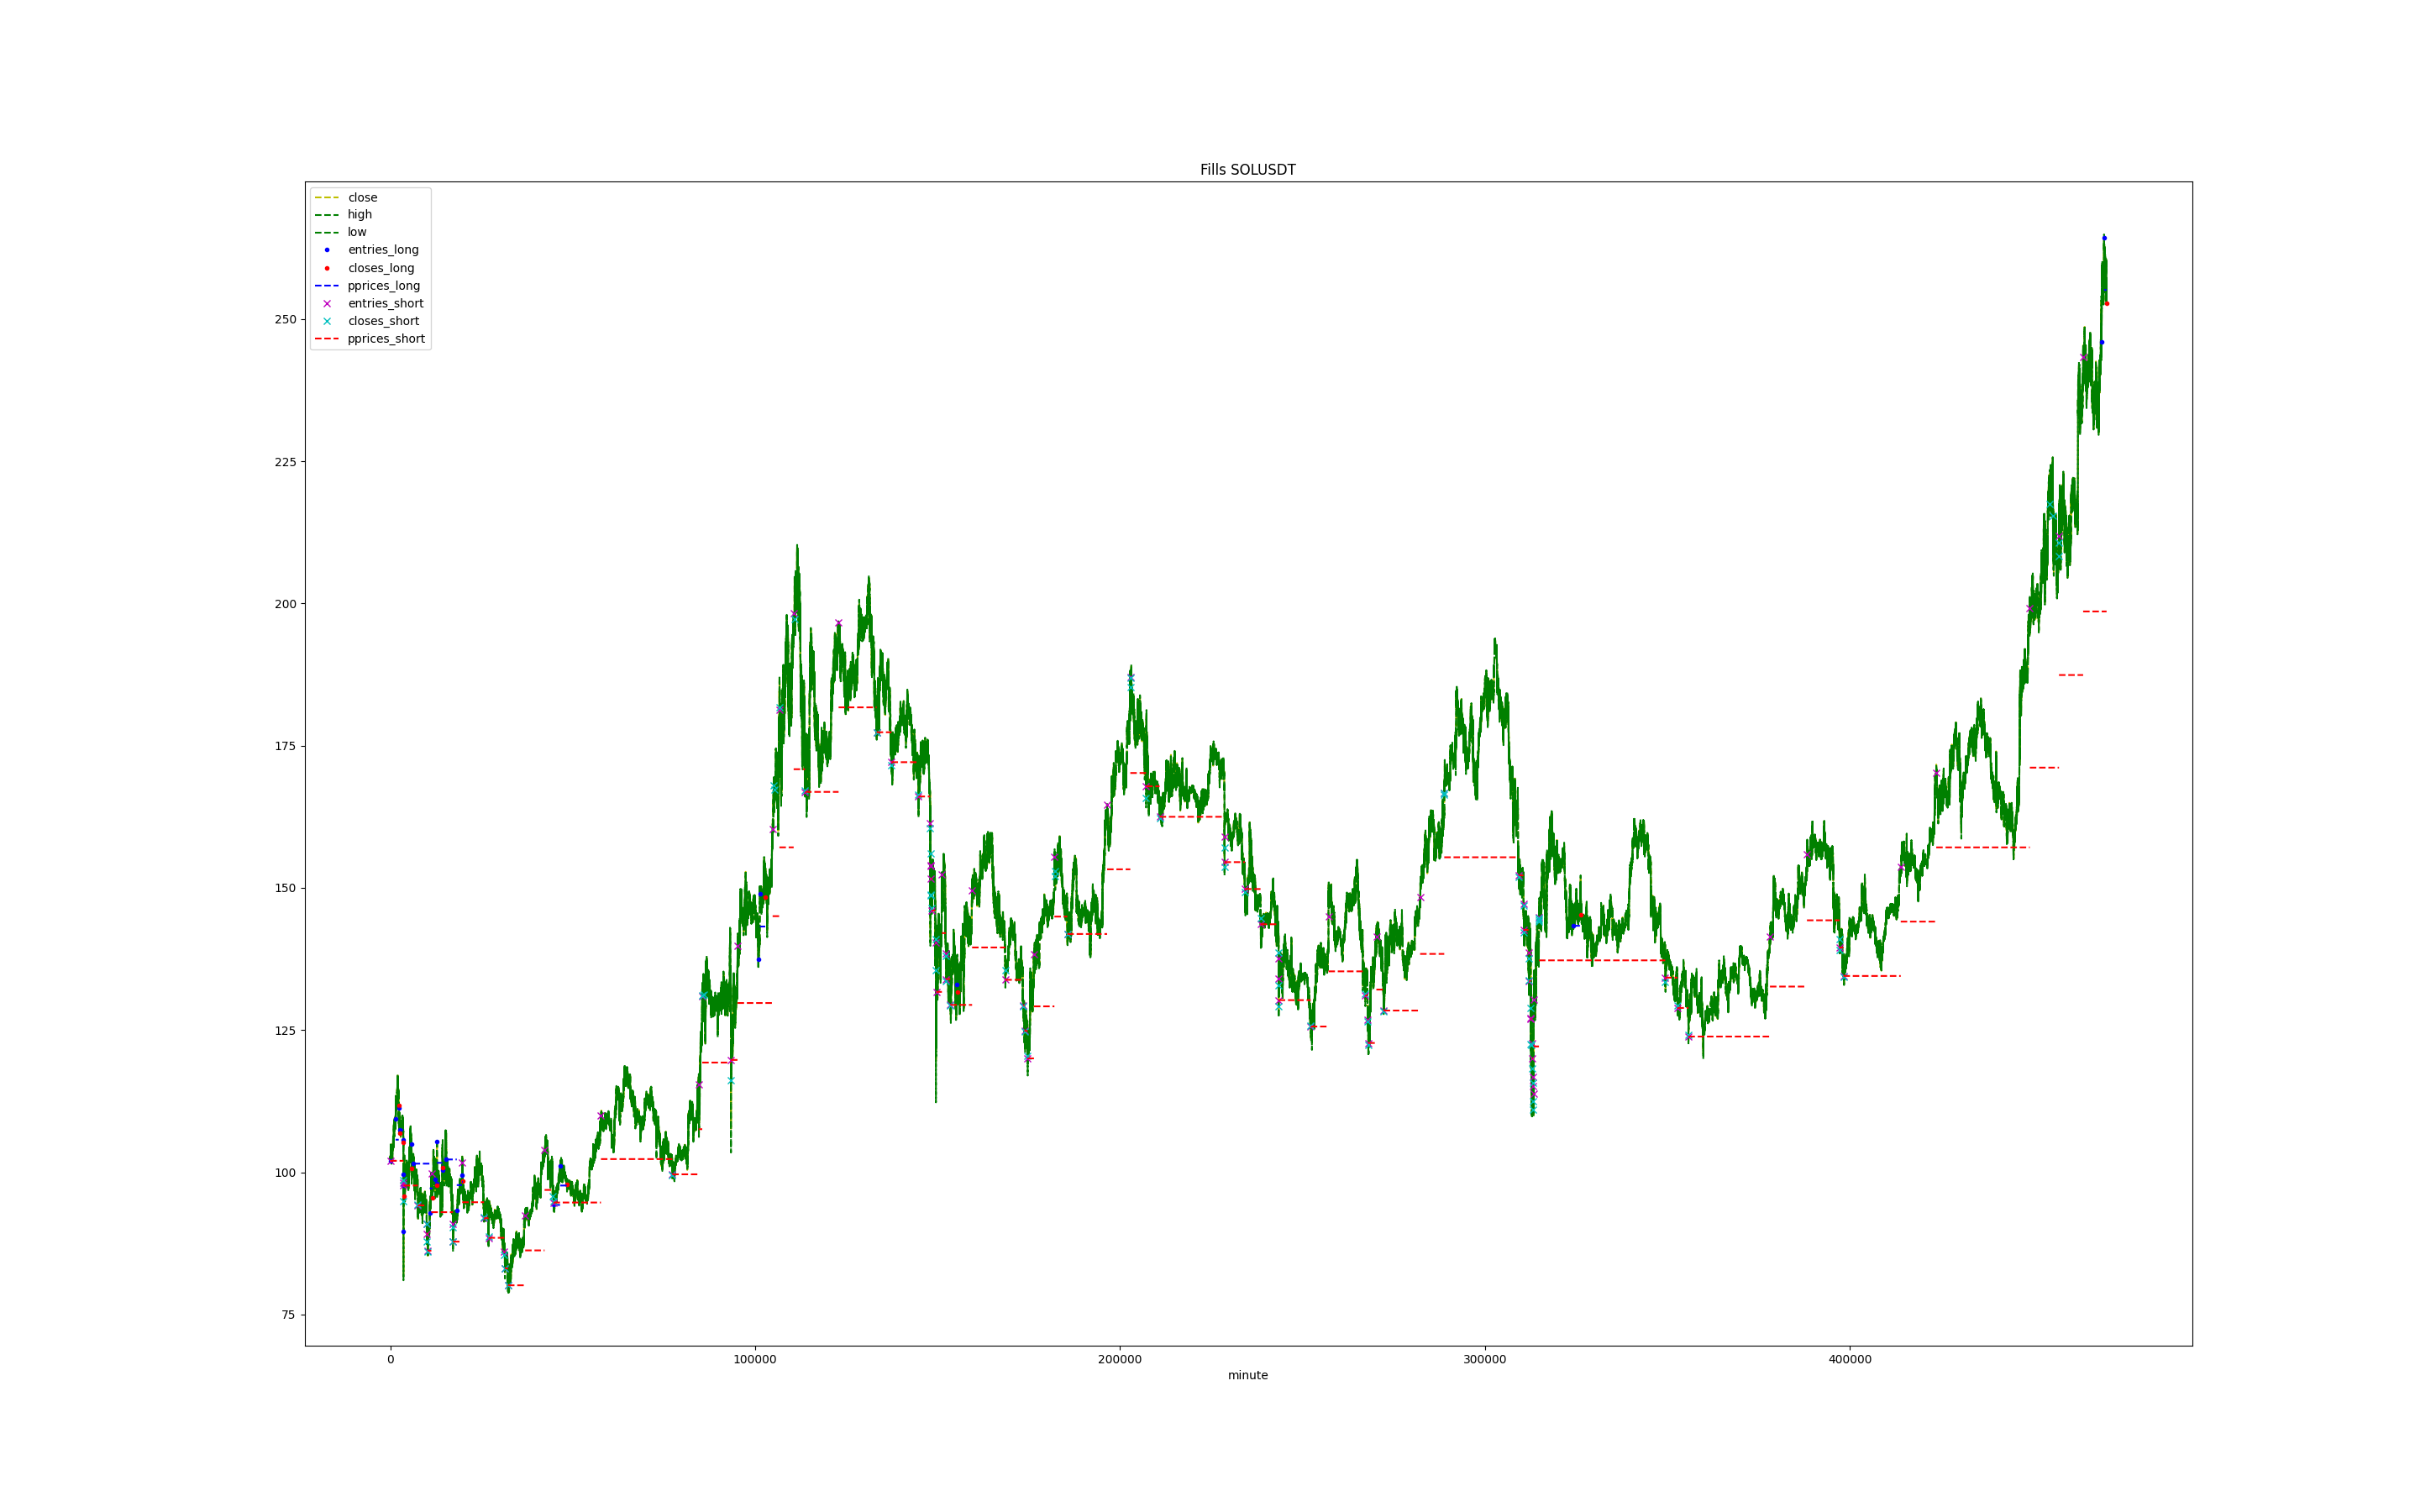 Fills SOLUSDT
close
high
low
entries_long
closes_long
pprices_long
entries_short
closes_short
pprices_short
250
225
200
175
150
125
100
75
0
100000
200000
300000
400000
minute